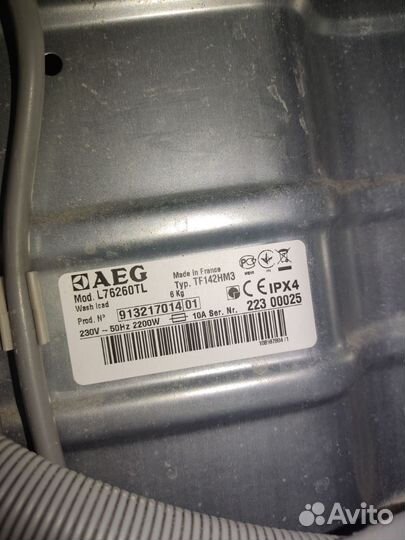 AEG
Made in France
Mod. L76260TL
Typ. TF142HM3
Wash load 6 Kg
Prod. Nº 913217014 01
IPX4
230V ~ 50Hz 2200W 10A Ser. Nr. 223 00025
Avito